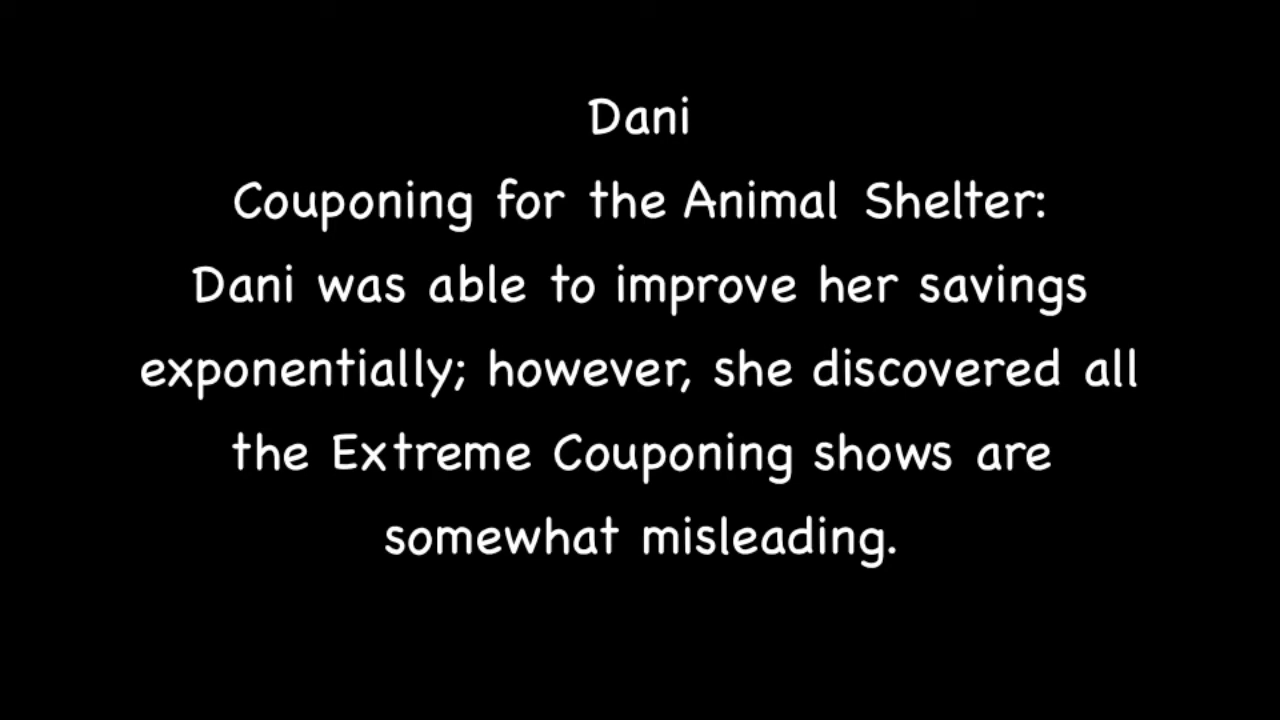 Dani
Couponing for the Animal Shelter:
Dani was able to improve her savings
exponentially; however, she discovered all
the Extreme Couponing shows are
somewhat misleading.